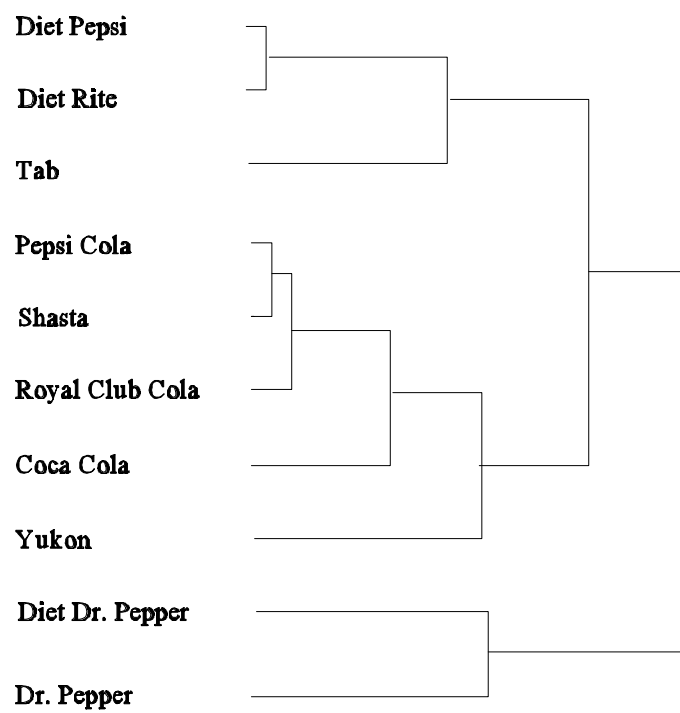 Diet Pepsi
Diet Rite
Tab
Pepsi Cola
Shasta
Royal Club Cola
Coca Cola
Yukon
Diet Dr. Pepper
Dr. Pepper